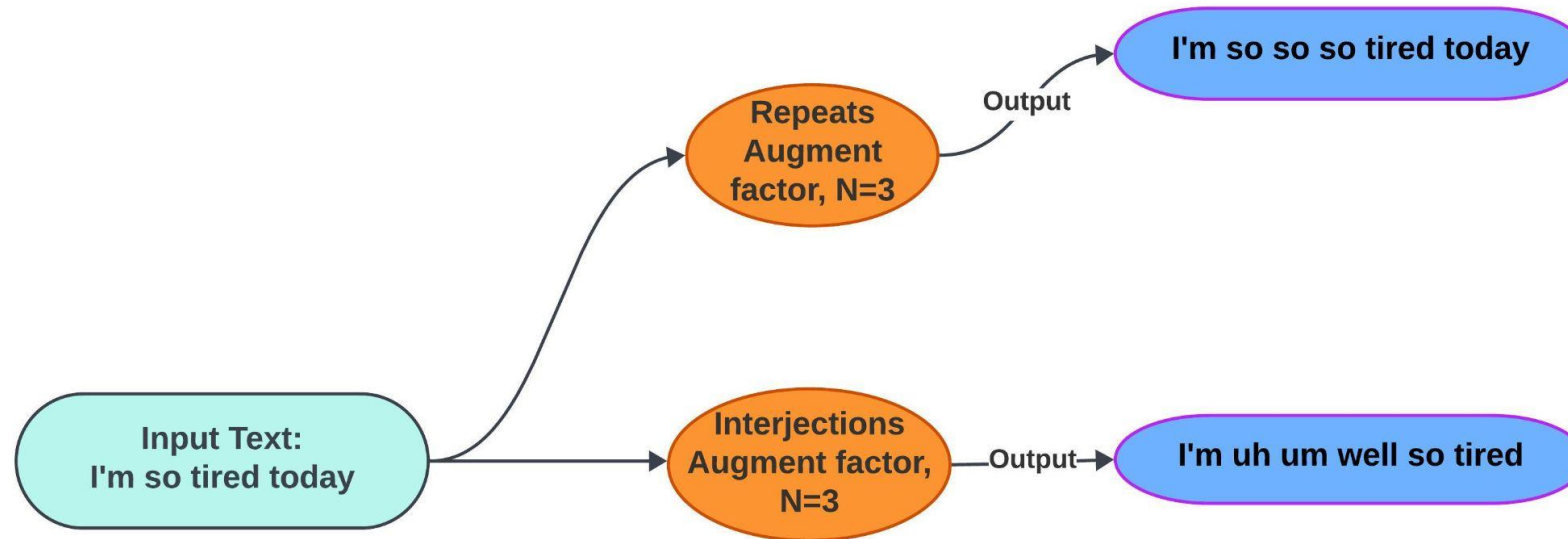 I'm so so so tired today
Output
Repeats
Augment
factor, N=3
Input Text:
I'm so tired today
Interjections
Augment factor,
N=3
Output
I'm uh um well so tired